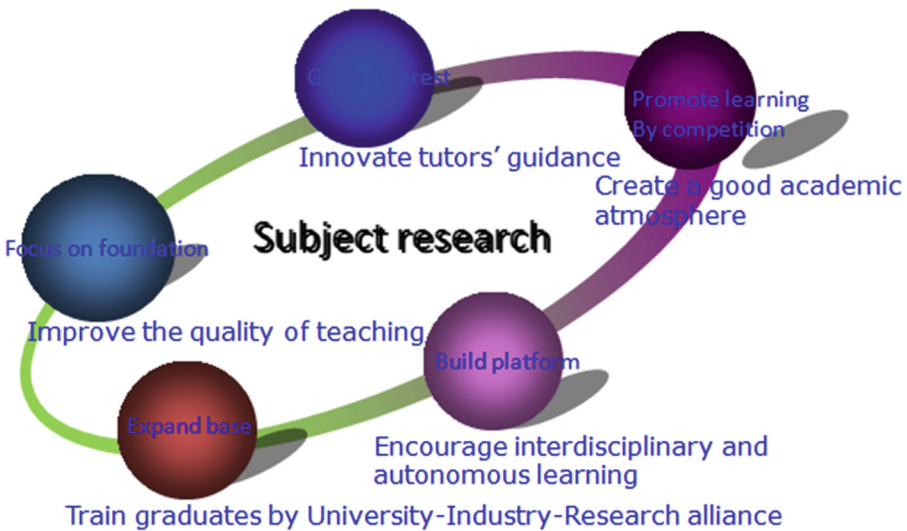 Promote learning
By competition
Innovate tutors' guidance
Create a good academic
atmosphere
Subject research
Focus on foundation
Improve the quality of teaching
Build platform
Expand base
Encourage interdisciplinary and
autonomous learning
Train graduates by University-Industry-Research alliance